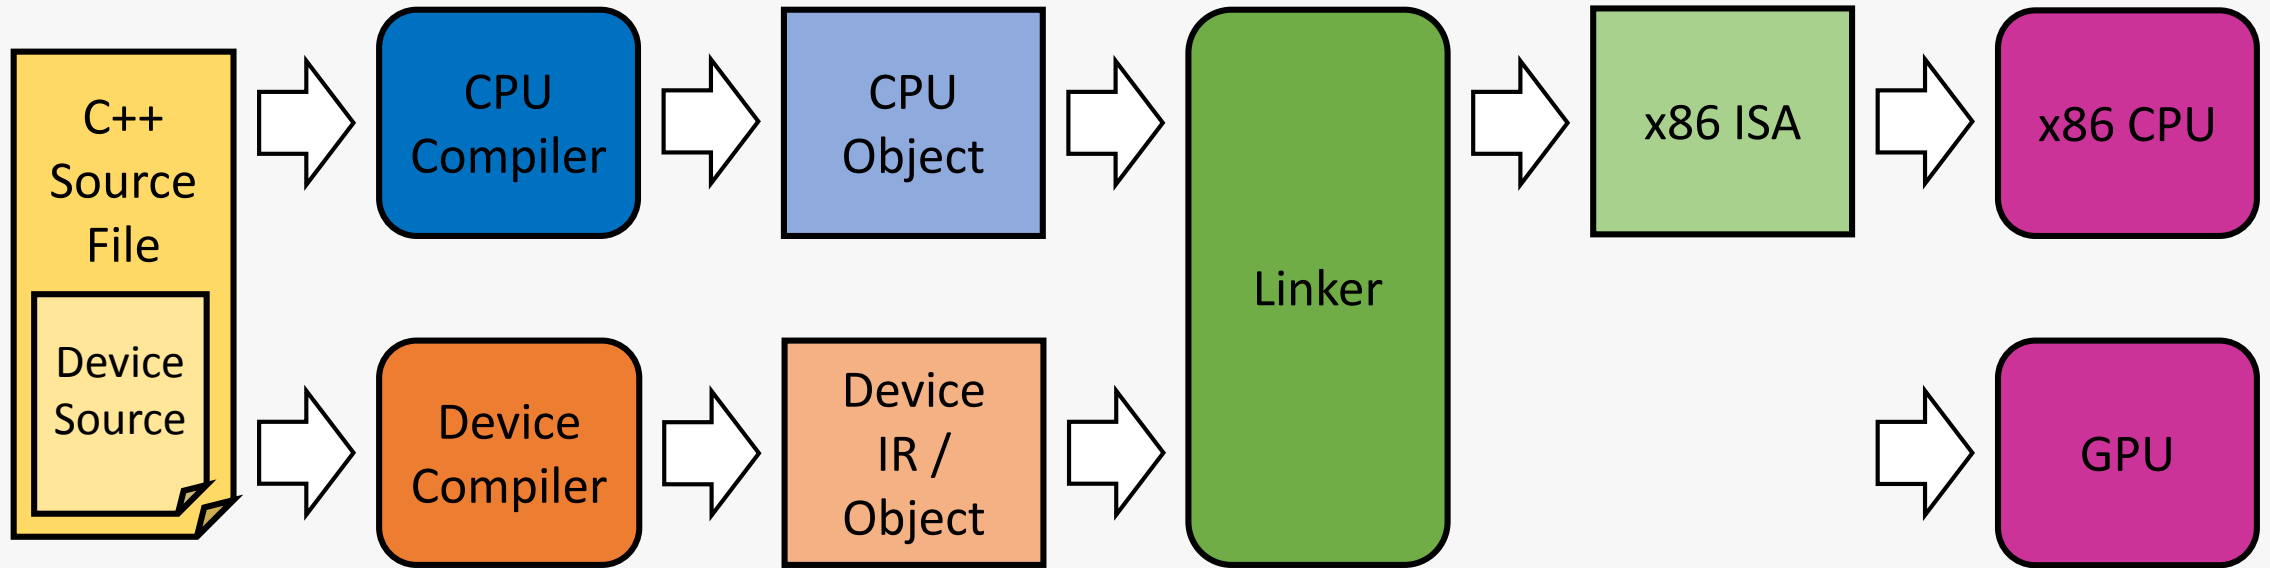 C++
Source
File
Device
Source
CPU
Compiler
CPU
Object
Device
Compiler
Device
IR /
Object
Linker
x86 ISA
x86 CPU
GPU